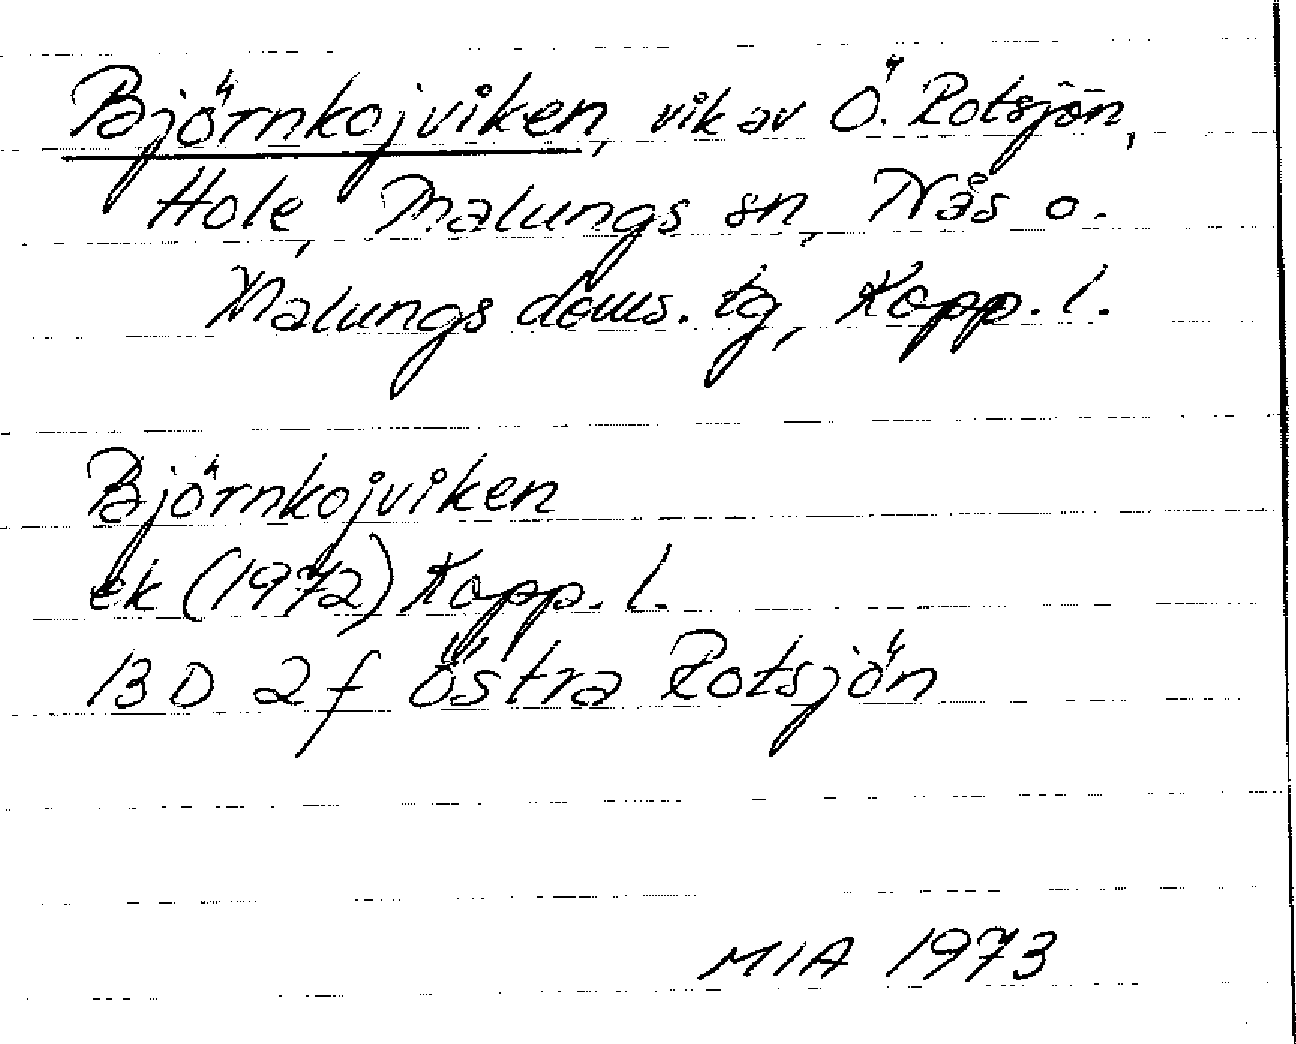 Björnkojviken, vik av Ö. Rotsjön,
Hole, Malungs sn, Nås o.
Malungs doms. tg, Kopp. l.
Björnkojviken
ek (1972) Kopp. l.
13 D 2f Östra Rotsjön
MIA 1973